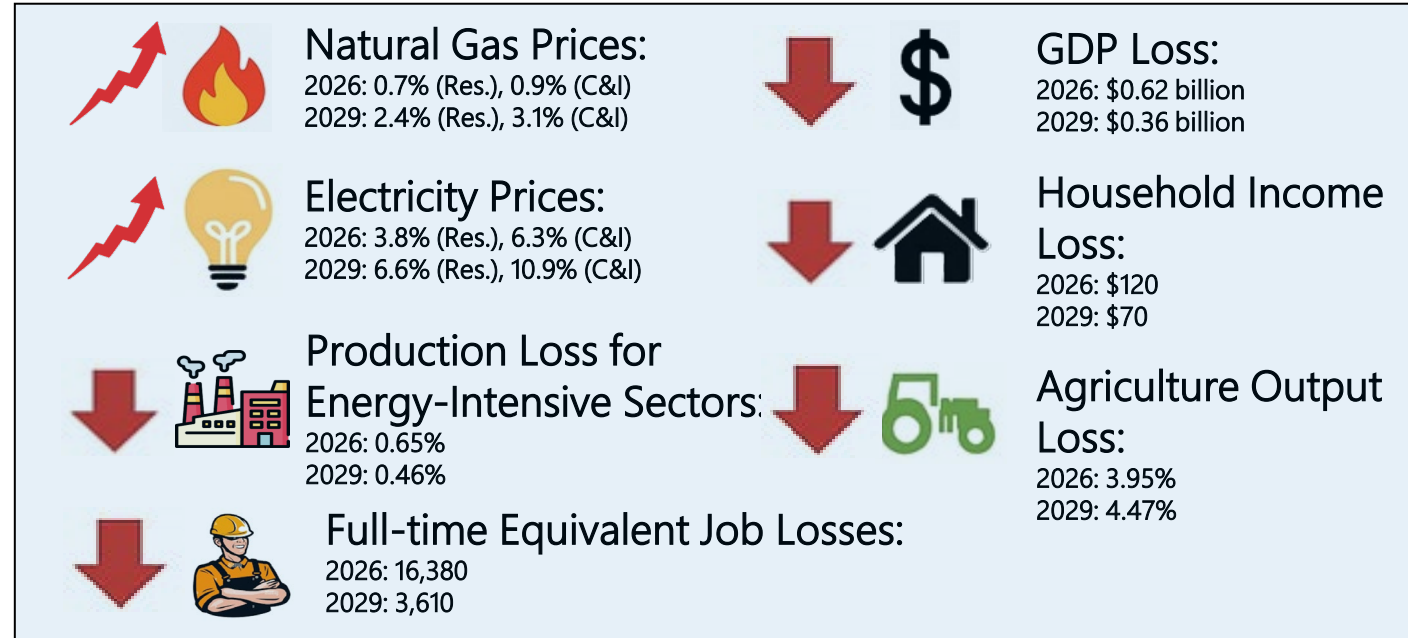 Natural Gas Prices:
2026: 0.7% (Res.), 0.9% (C&I)
2029: 2.4% (Res.), 3.1% (C&I)
Electricity Prices:
2026: 3.8% (Res.), 6.3% (C&I)
2029: 6.6% (Res.), 10.9% (C&I)
Production Loss for
Energy-Intensive Sectors:
2026: 0.65%
2029: 0.46%
Full-time Equivalent Job Losses:
2026: 16,380
2029: 3,610
$
GDP Loss:
2026: $0.62 billion
2029: $0.36 billion
Household Income
Loss:
2026: $120
2029: $70
Agriculture Output
Loss:
2026: 3.95%
2029: 4.47%